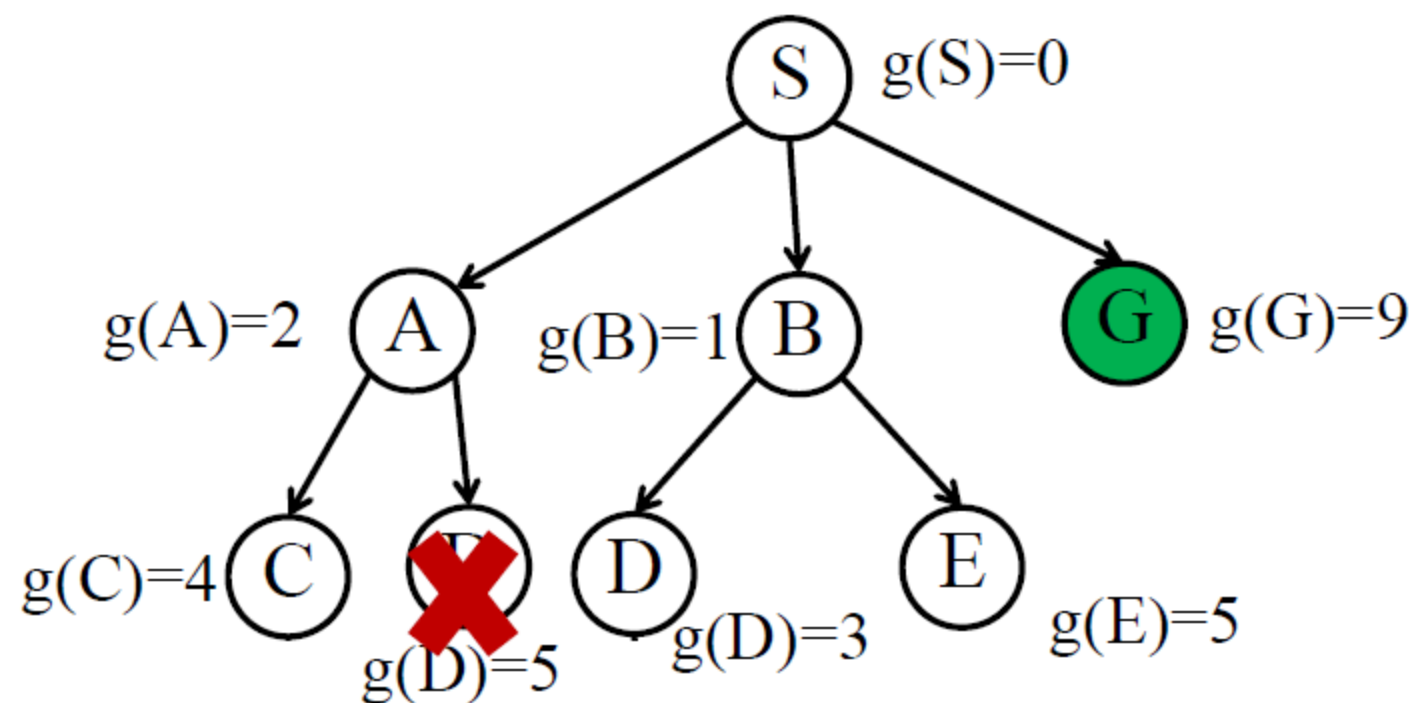 S
g(S)=0
g(A)=2
A
g(B)=1
B
G
g(G)=9
g(C)=4
C
D
E
g(D)=5
g(D)=3
g(E)=5